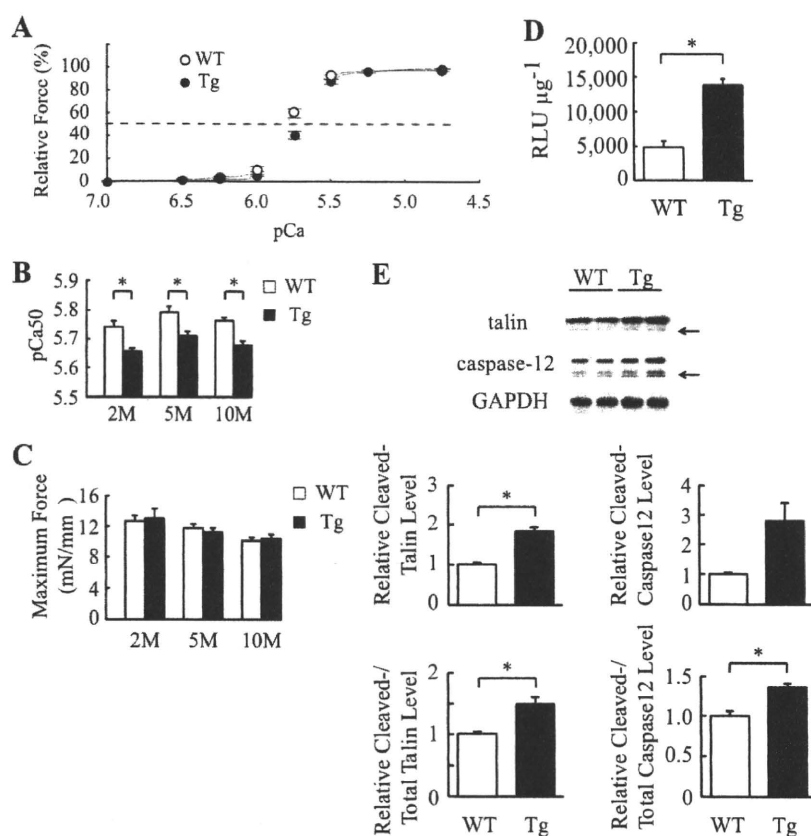 A
Relative Force (%)
100
80
60
40
20
0
WT
Tg
7.0 6.5 6.0 5.5 5.0 4.5
pCa
B
pCa50
5.9
5.8
5.7
5.6
5.5
* * *
WT
Tg
2M 5M 10M
C
Maximum Force
(mN/mm )
16
12
8
4
0
WT
Tg
2M 5M 10M
D
RLU µg-1
20,000
15,000
10,000
5,000
0
*
WT Tg
E
WT Tg
talin
caspase-12
GAPDH
Relative Cleaved-
Talin Level
3
2
1
0
*
Relative Cleaved-
Caspase12 Level
4
3
2
1
0
Relative Cleaved-/
Total Talin Level
2
1
0
*
WT Tg
Relative Cleaved-/
Total Caspase12 Level
1.5
1.0
0.5
0
*
WT Tg